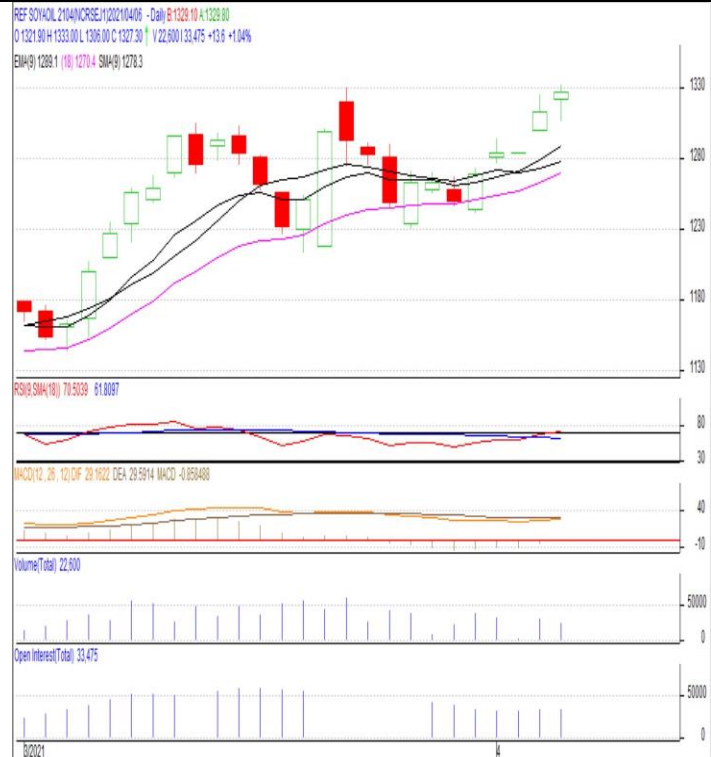 REF SOYAOIL 2104(NCRSEJ1)2021/04/06 - Daily B:1329.10 A:1329.80
O 1321.90 H 1333.00 L 1306.00 C 1327.30 ↑ V 22,600 I 33,475 +13.6 +1.04%
EMA(9) 1289.1 (18) 1270.4 SMA(9) 1278.3
1330
1280
1230
1180
1130
RSI(9,SMA(18)) 70.5039 61.8097
80
30
MACD(12, 26, 12) DIF 29.1622 DEA 29.5914 MACD -0.858488
40
-10
Volume(Total) 22,600
50000
0
Open Interest(Total) 33,475
50000
0
3/2021
4